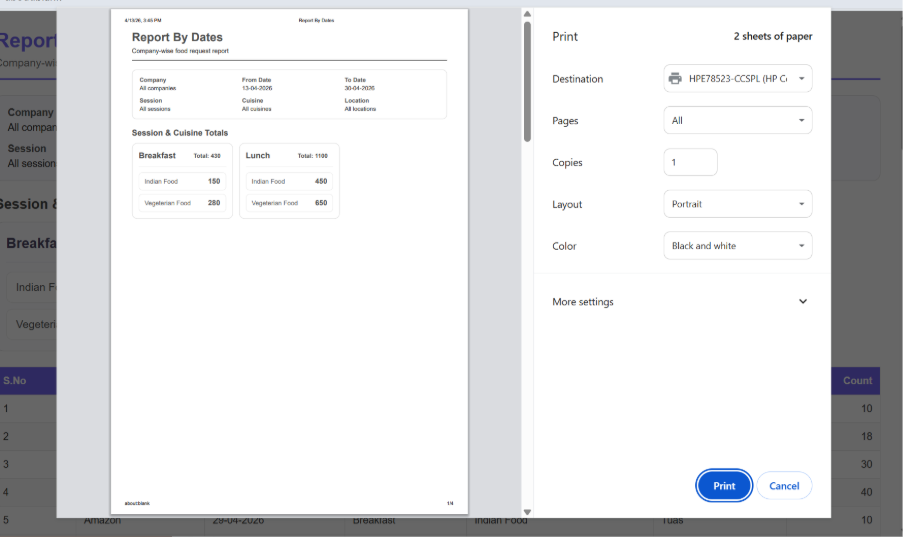 Report
Company-wi
Company
All compan
Session
All session
Session &
Breakfa
Indian F
Vegeteri
S.No
1
2
3
4
5 Amazon 29-04-2026 Breakfast Indian Food Tuas 10
Count
10
18
30
40
4/13/26, 3:45 PM Report By Dates
Report By Dates
Company-wise food request report
Company From Date To Date
All companies 13-04-2026 30-04-2026
Session Cuisine Location
All sessions All cuisines All locations
Session & Cuisine Totals
Breakfast Total: 430 Lunch Total: 1100
Indian Food 150 Indian Food 450
Vegeterian Food 280 Vegeterian Food 650
about:blank 1/4
Print 2 sheets of paper
Destination HPE78523-CCSPL (HP C
Pages All
Copies 1
Layout Portrait
Color Black and white
More settings
Print Cancel